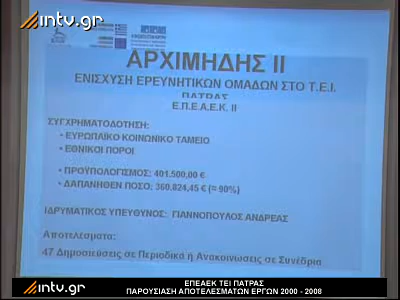 intv.gr
ΑΡΧΙΜΗΔΗΣ ΙΙ
ΕΝΙΣΧΥΣΗ ΕΡΕΥΝΗΤΙΚΩΝ ΟΜΑΔΩΝ ΣΤΟ Τ.Ε.Ι.
ΠΑΤΡΑΣ
Ε.Π.Ε.Α.Ε.Κ. ΙΙ
ΣΥΓΧΡΗΜΑΤΟΔΟΤΗΣΗ:
• ΕΥΡΩΠΑΪΚΟ ΚΟΙΝΩΝΙΚΟ ΤΑΜΕΙΟ
• ΕΘΝΙΚΟΙ ΠΟΡΟΙ
• ΠΡΟΫΠΟΛΟΓΙΣΜΟΣ: 401.500,00 €
• ΔΑΠΑΝΗΘΕΝ ΠΟΣΟ: 360.824,45 € (≈ 90%)
ΙΔΡΥΜΑΤΙΚΟΣ ΥΠΕΥΘΥΝΟΣ: ΓΙΑΝΝΟΠΟΥΛΟΣ ΑΝΔΡΕΑΣ
Αποτελέσματα:
47 Δημοσιεύσεις σε Περιοδικά ή Ανακοινώσεις σε Συνέδρια
intv.gr
ΕΠΕΑΕΚ ΤΕΙ ΠΑΤΡΑΣ
ΠΑΡΟΥΣΙΑΣΗ ΑΠΟΤΕΛΕΣΜΑΤΩΝ ΕΡΓΩΝ 2000 - 2008